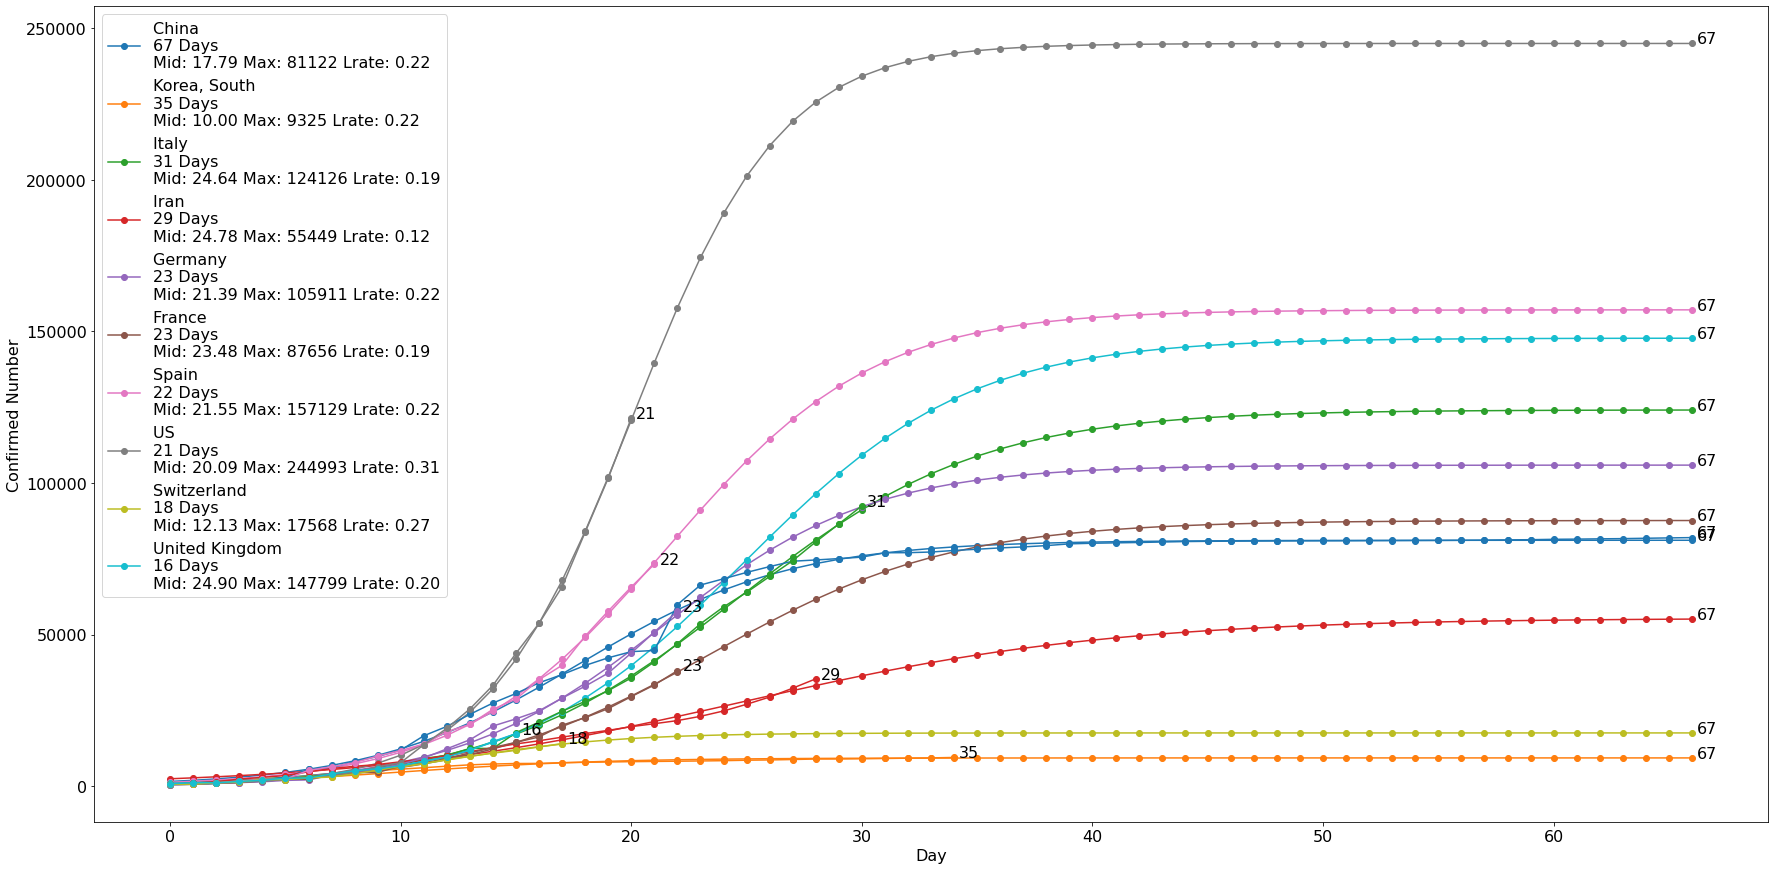 250000
200000
150000
100000
50000
0
Confirmed Number
China
67 Days
Mid: 17.79 Max: 81122 Lrate: 0.22
Korea, South
35 Days
Mid: 10.00 Max: 9325 Lrate: 0.22
Italy
31 Days
Mid: 24.64 Max: 124126 Lrate: 0.19
Iran
29 Days
Mid: 24.78 Max: 55449 Lrate: 0.12
Germany
23 Days
Mid: 21.39 Max: 105911 Lrate: 0.22
France
23 Days
Mid: 23.48 Max: 87656 Lrate: 0.19
Spain
22 Days
Mid: 21.55 Max: 157129 Lrate: 0.22
US
21 Days
Mid: 20.09 Max: 244993 Lrate: 0.31
Switzerland
18 Days
Mid: 12.13 Max: 17568 Lrate: 0.27
United Kingdom
16 Days
Mid: 24.90 Max: 147799 Lrate: 0.20
67
67
67
67
67
67
67
67
67
67
67
21
31
22
23
23
29
16
18
35
0 10 20 30 40 50 60
Day